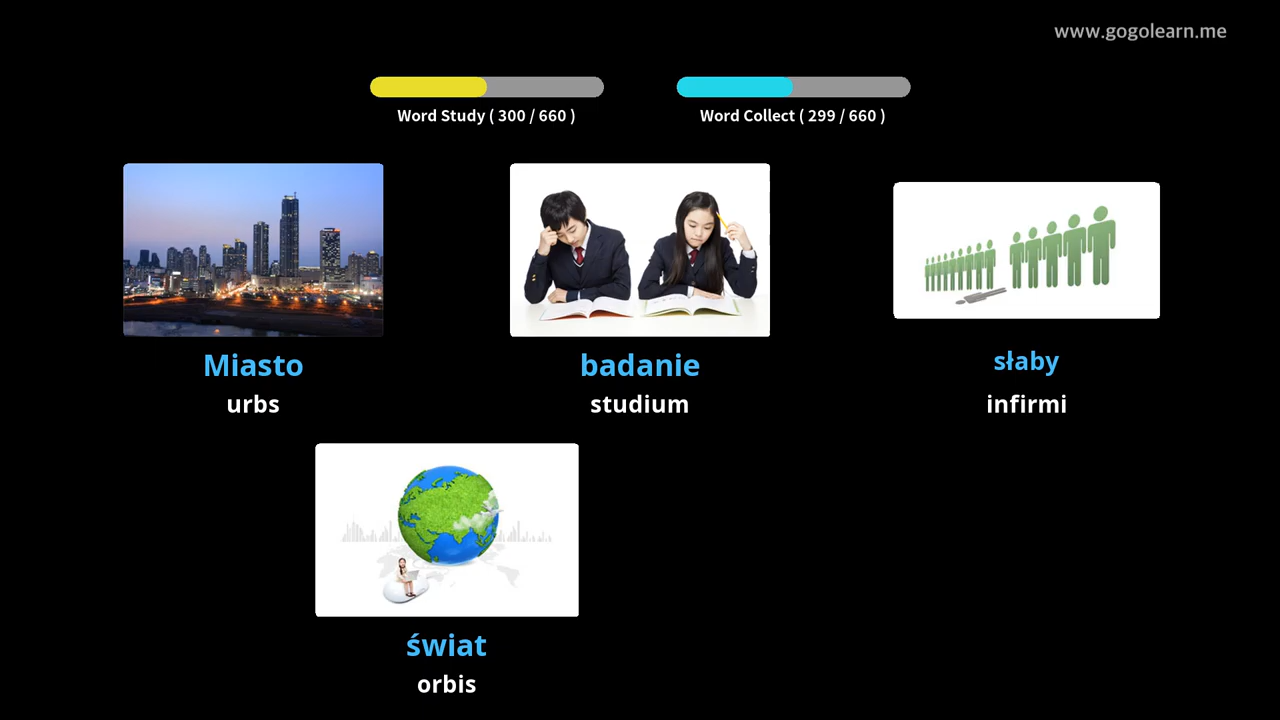 www.gogolearn.me
Word Study ( 300 / 660 )
Word Collect ( 299 / 660 )
Miasto
urbs
badanie
studium
słaby
infirmi
świat
orbis